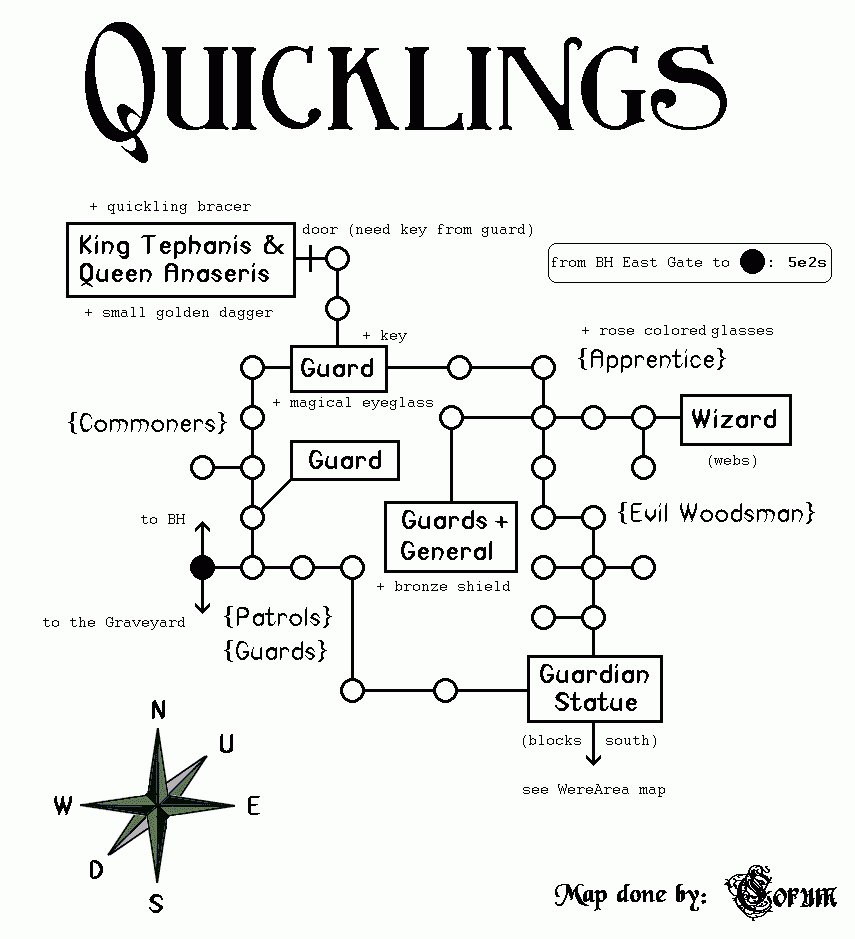 QUICKLINGS
+ quickling bracer
King Tephanis &
Queen Anaseris
door (need key from guard)
from BH East Gate to : 5e2s
+ small golden dagger
+ key
Guard
+ magical eyeglass
+ rose colored glasses
{Apprentice}
{Commoners}
Wizard
(webs)
Guard
to BH
Guards +
General
{Evil Woodsman}
+ bronze shield
to the Graveyard
{Patrols}
{Guards}
Guardian
Statue
(blocks south)
see WereArea map
N
U
W
E
D
S
Map done by: Sorum